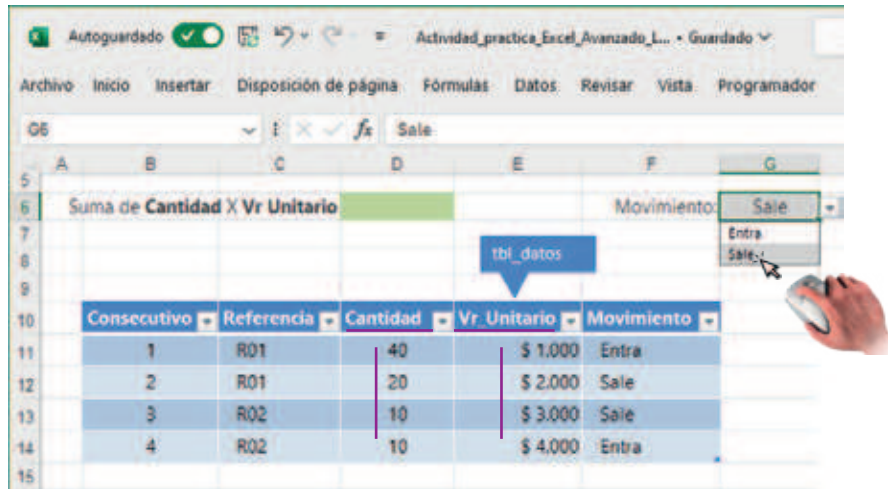 Autoguardado Actividad_practica_Excel_Avanzado_L... • Guardado
Archivo Inicio Insertar Disposición de página Fórmulas Datos Revisar Vista Programador
G6 fx Sale
A B C D E F G
5
6 Suma de Cantidad X Vr Unitario Movimiento: Sale
7 Entra
8 tbl_datos Sale
9
10 Consecutivo Referencia Cantidad Vr_Unitario Movimiento
11 1 R01 40 $ 1.000 Entra
12 2 R01 20 $ 2.000 Sale
13 3 R02 10 $ 3.000 Sale
14 4 R02 10 $ 4.000 Entra
15